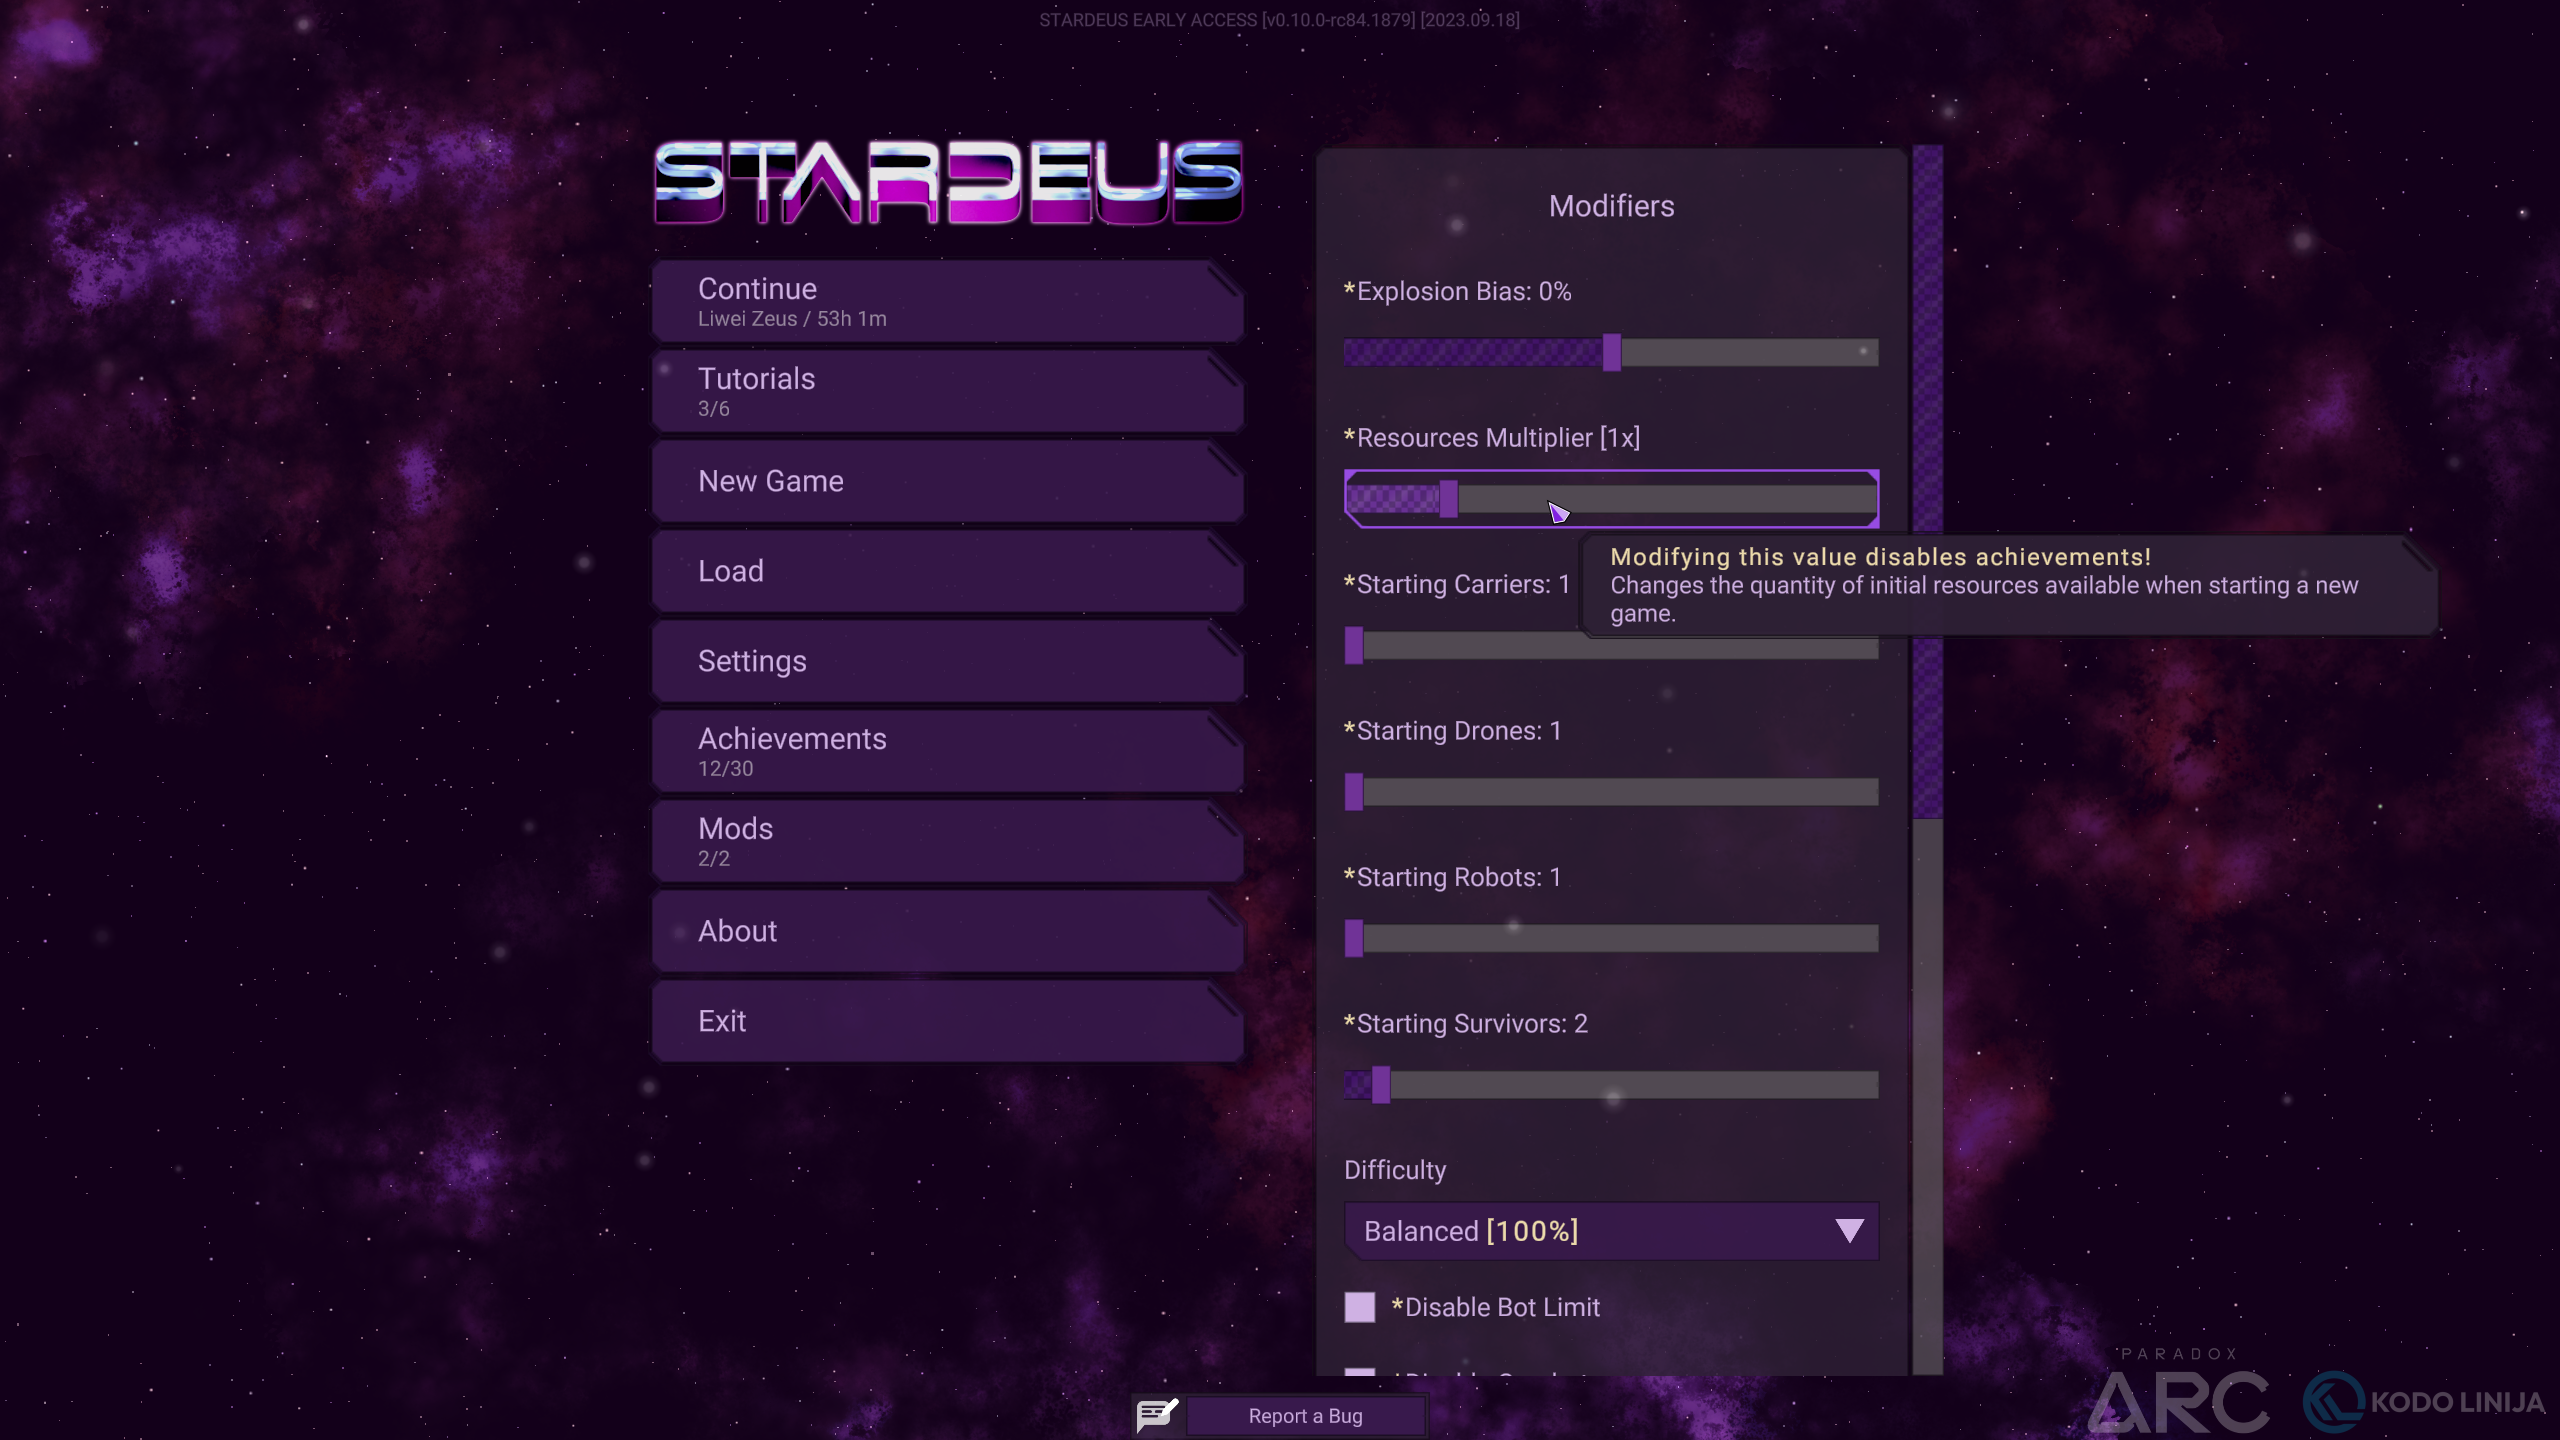 STARDEUS EARLY ACCESS [v0.10.0-rc84.1879] [2023.09.18]
STARDEUS
Continue
Liwei Zeus / 53h 1m
Tutorials
3/6
New Game
Load
Settings
Achievements
12/30
Mods
2/2
About
Exit
Modifiers
*Explosion Bias: 0%
*Resources Multiplier [1x]
Modifying this value disables achievements!
Changes the quantity of initial resources available when starting a new
game.
*Starting Carriers: 1
*Starting Drones: 1
*Starting Robots: 1
*Starting Survivors: 2
Difficulty
Balanced [100%]
*Disable Bot Limit
Report a Bug
PARADOX
ARC
KODO LINIJA